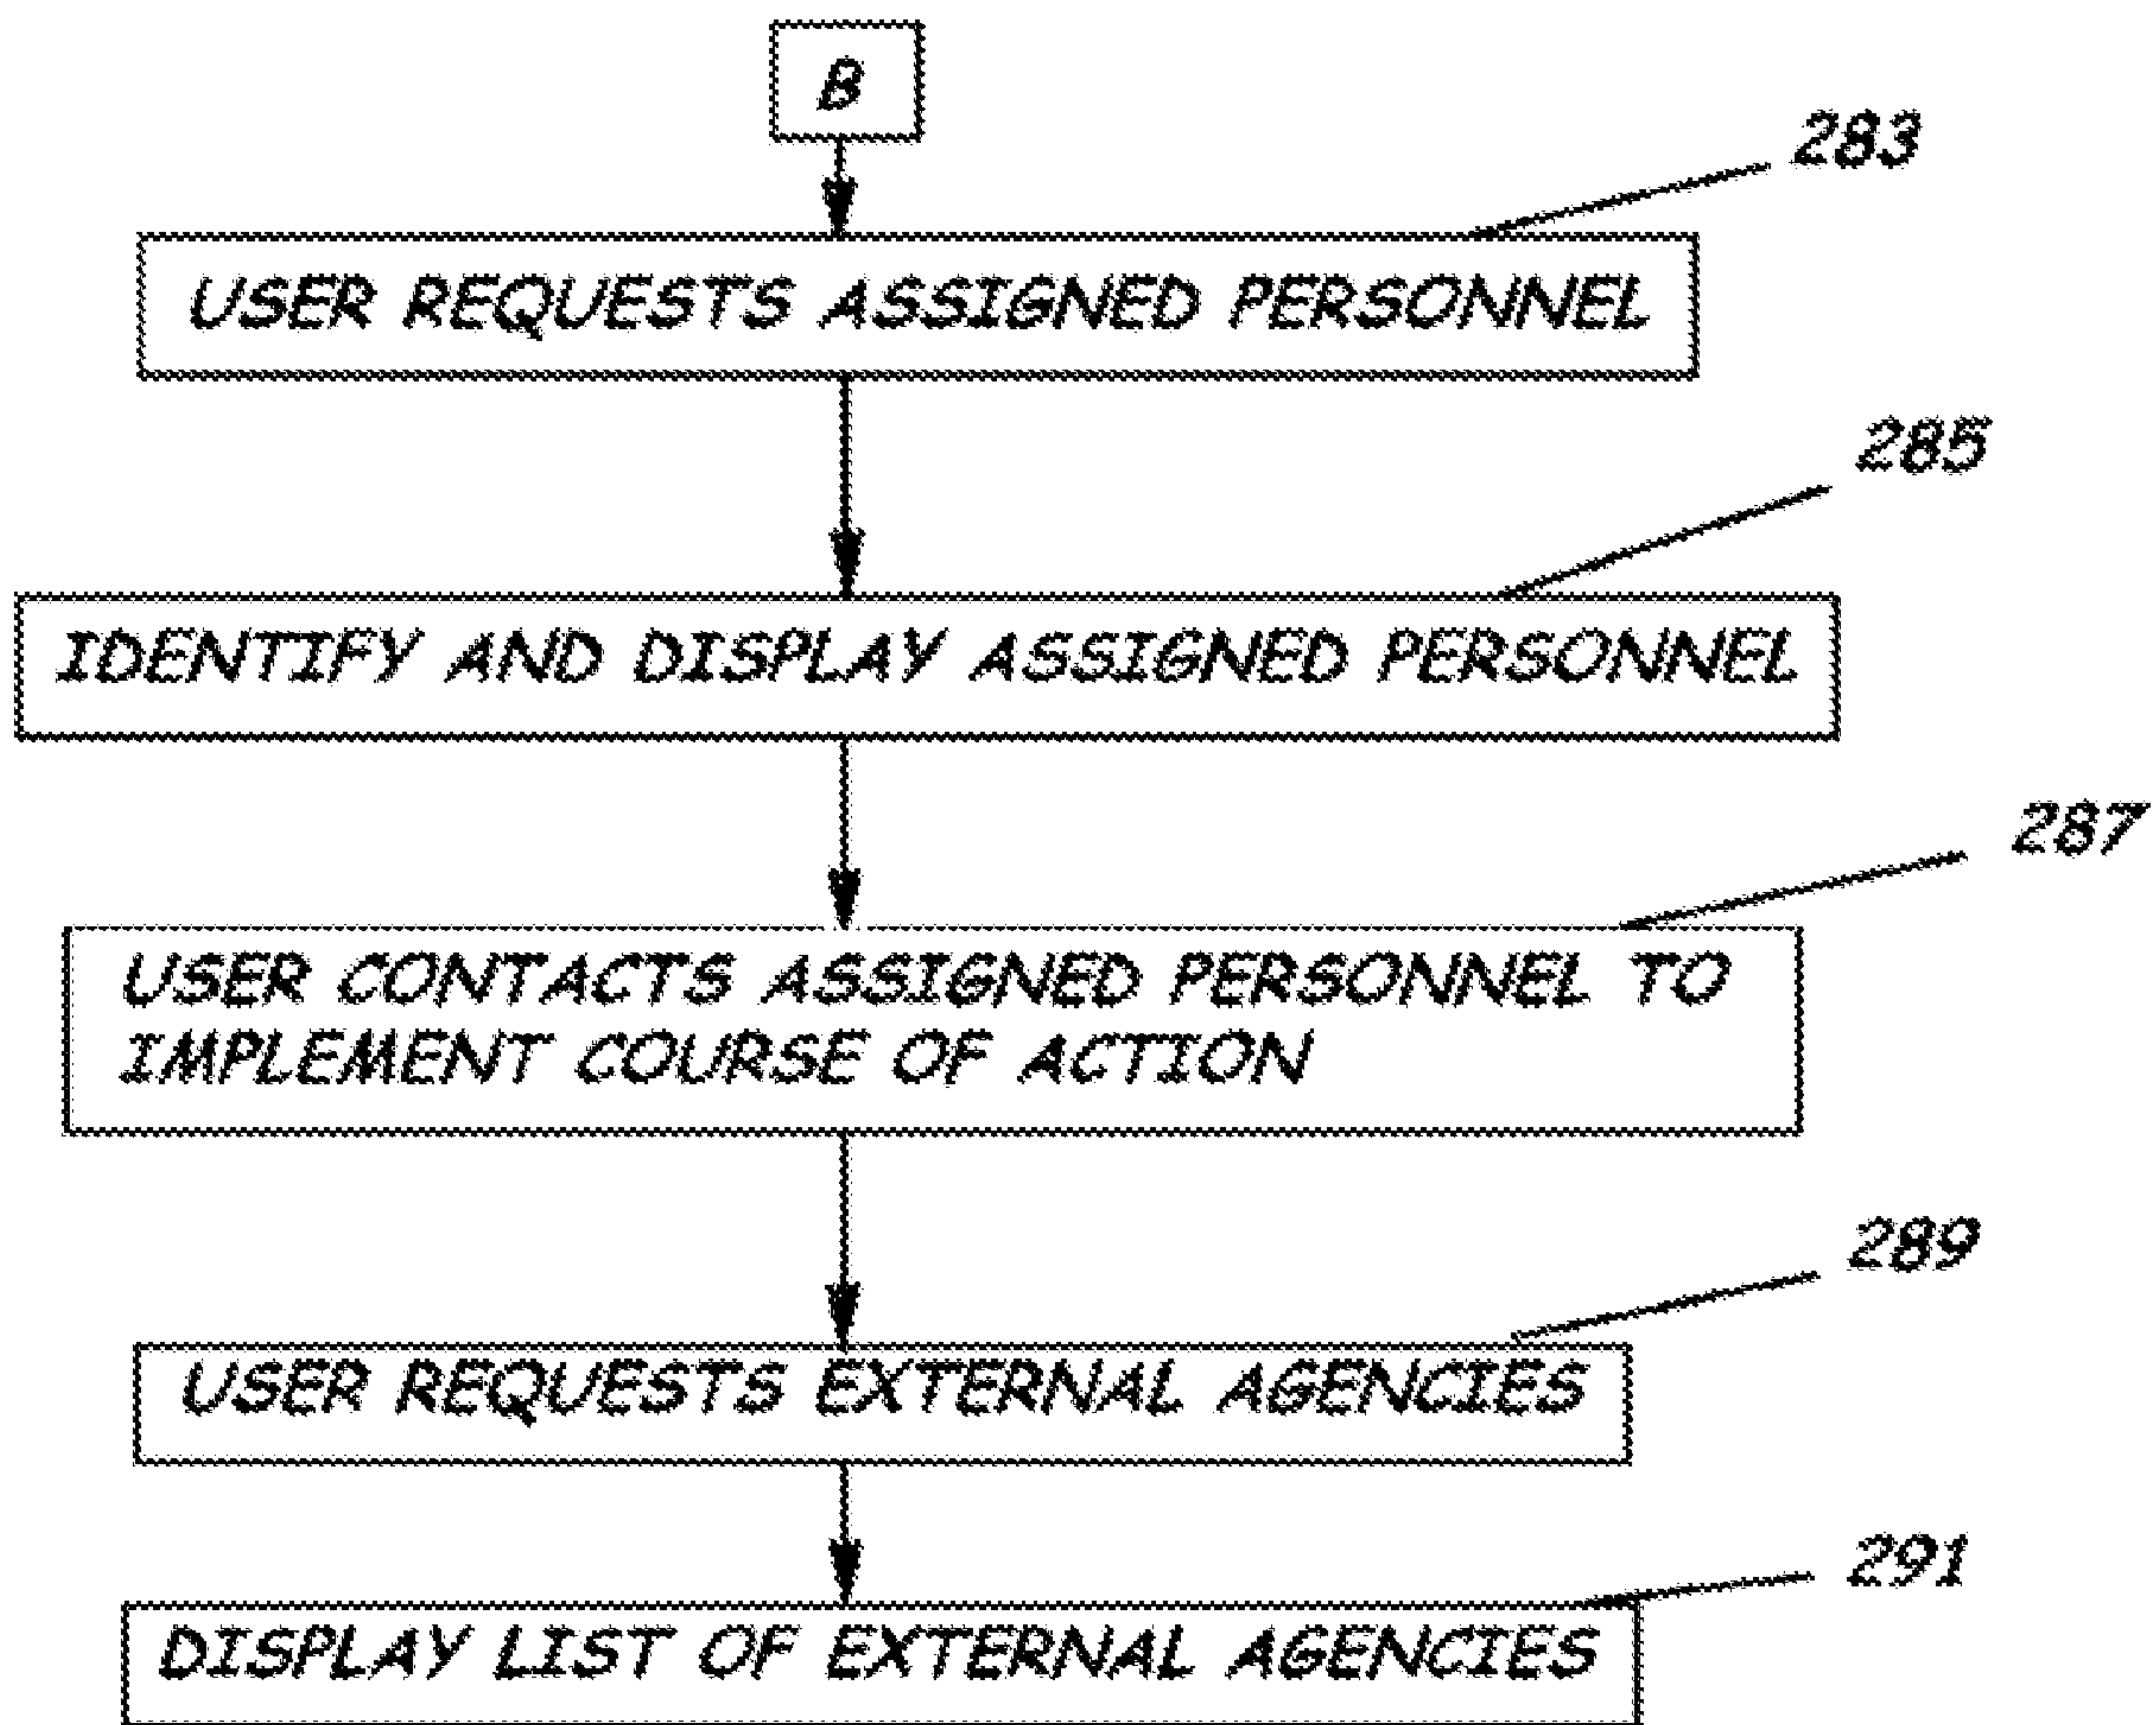 B
283
USER REQUESTS ASSIGNED PERSONNEL
285
IDENTIFY AND DISPLAY ASSIGNED PERSONNEL
287
USER CONTACTS ASSIGNED PERSONNEL TO
IMPLEMENT COURSE OF ACTION
289
USER REQUESTS EXTERNAL AGENCIES
291
DISPLAY LIST OF EXTERNAL AGENCIES